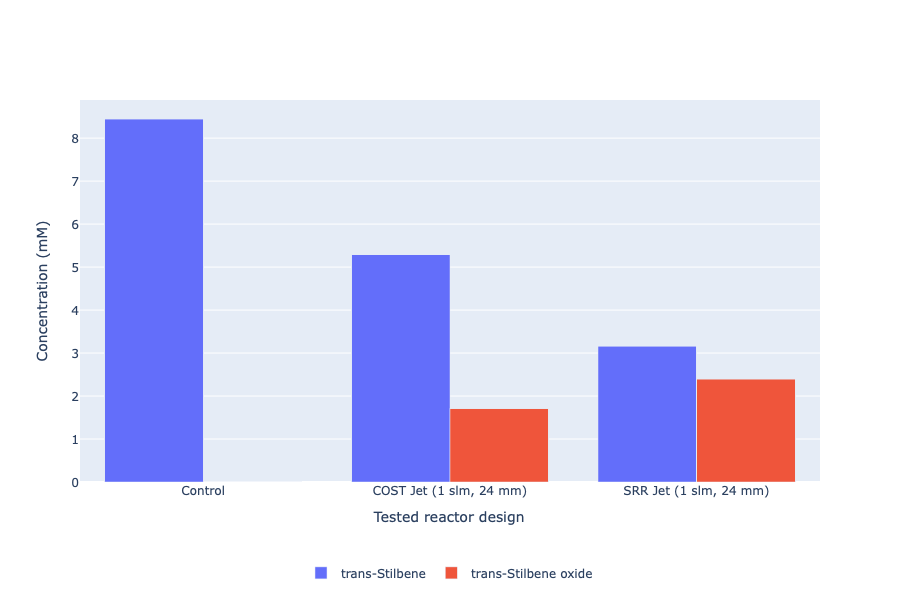 8
7
6
5
4
3
2
1
0
Concentration (mM)
Control
COST Jet (1 slm, 24 mm)
SRR Jet (1 slm, 24 mm)
Tested reactor design
trans-Stilbene
trans-Stilbene oxide